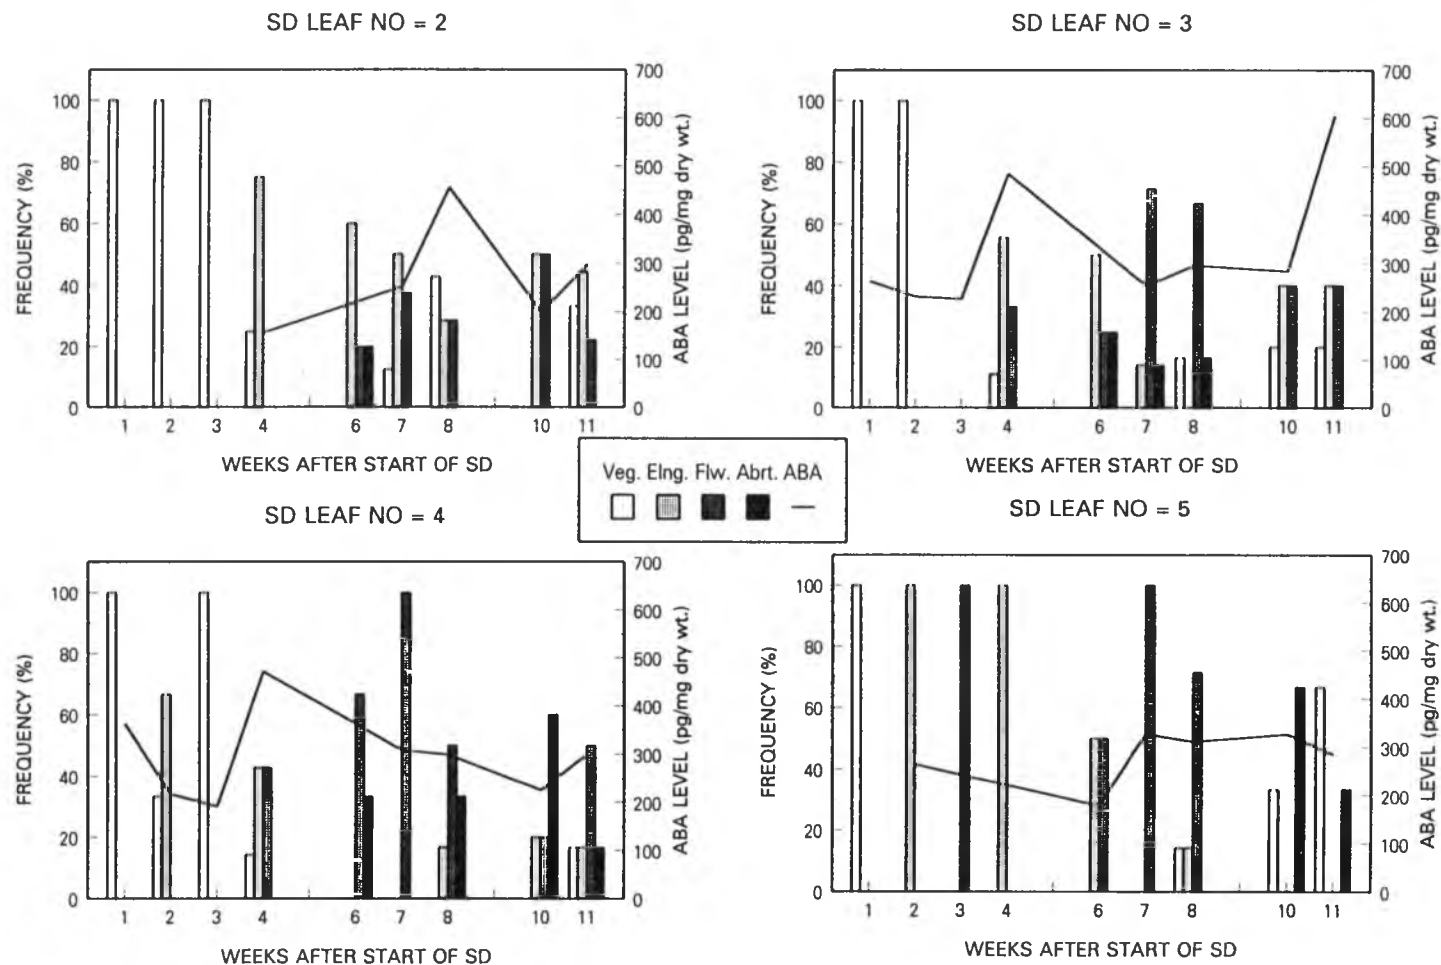 SD LEAF NO = 2
FREQUENCY (%)
100
80
60
40
20
0
700
600
500
400
300
200
100
0
ABA LEVEL (pg/mg dry wt.)
1 2 3 4 6 7 8 10 11
WEEKS AFTER START OF SD
SD LEAF NO = 3
FREQUENCY (%)
100
80
60
40
20
0
700
600
500
400
300
200
100
0
ABA LEVEL (pg/mg dry wt.)
1 2 3 4 6 7 8 10 11
WEEKS AFTER START OF SD
Veg. Elng. Flw. Abrt. ABA
SD LEAF NO = 4
FREQUENCY (%)
100
80
60
40
20
0
700
600
500
400
300
200
100
0
ABA LEVEL (pg/mg dry wt.)
1 2 3 4 6 7 8 10 11
WEEKS AFTER START OF SD
SD LEAF NO = 5
FREQUENCY (%)
100
80
60
40
20
0
700
600
500
400
300
200
100
0
ABA LEVEL (pg/mg dry wt.)
1 2 3 4 6 7 8 10 11
WEEKS AFTER START OF SD